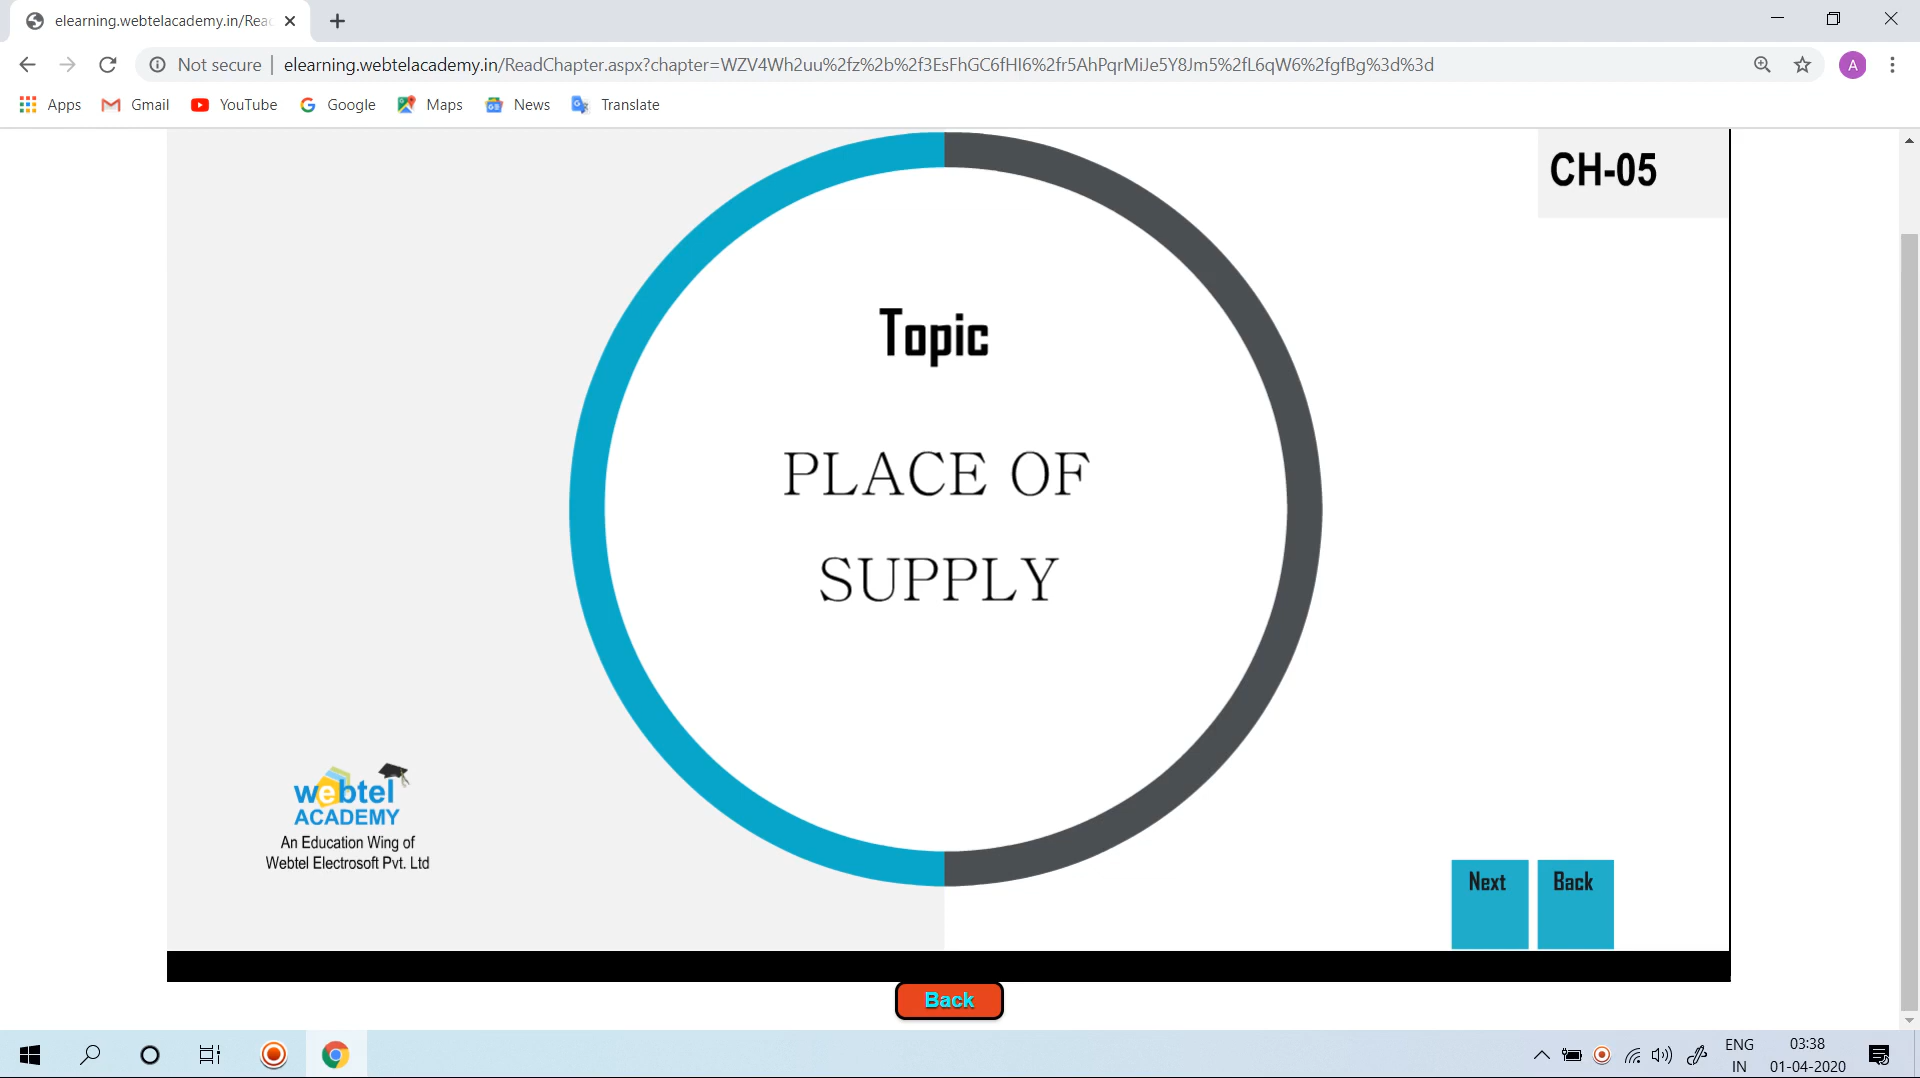 elearning.webtelacademy.in/Rea
Not secure
elearning.webtelacademy.in/ReadChapter.aspx?chapter=WZV4Wh2uu%2fz%2b%2f3EsFhGC6fHI6%2fr5AhPqrMiJe5Y8Jm5%2fL6qW6%2fgfBg%3d%3d
A
Apps
Gmail
YouTube
Google
Maps
News
Translate
CH-05
Topic
PLACE OF
SUPPLY
webtel
ACADEMY
An Education Wing of
Webtel Electrosoft Pvt. Ltd
Next
Back
Back
ENG
IN
03:38
01-04-2020